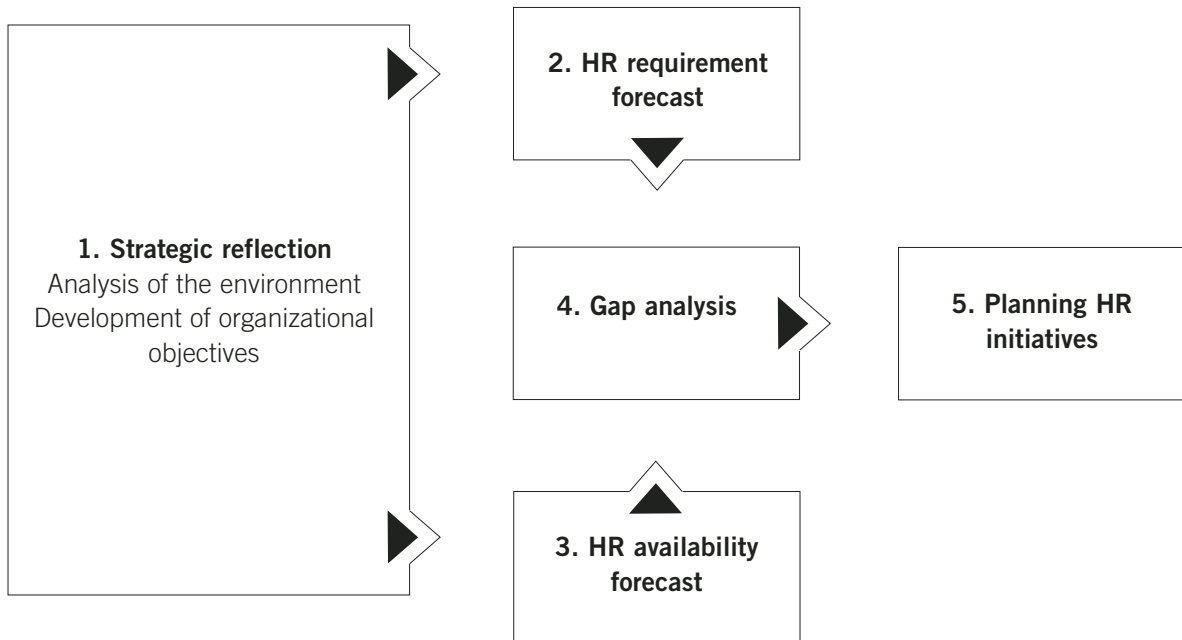 1. Strategic reflection
Analysis of the environment
Development of organizational
objectives
2. HR requirement
forecast
3. HR availability
forecast
4. Gap analysis
5. Planning HR
initiatives